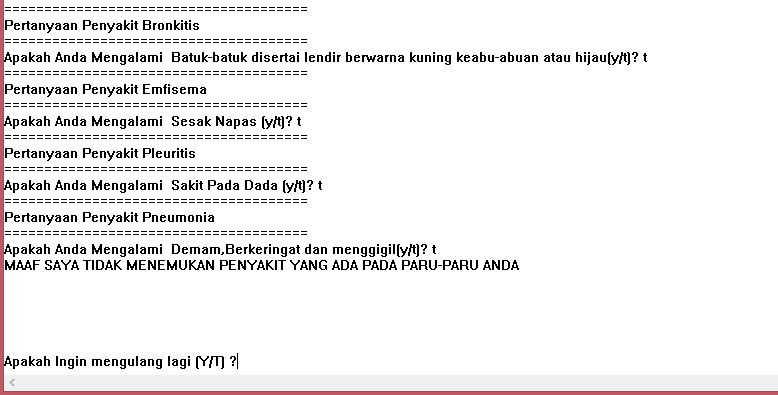 ======================================
Pertanyaan Penyakit Bronkitis
======================================
Apakah Anda Mengalami  Batuk-batuk disertai lendir berwarna kuning keabu-abuan atau hijau(y/t)? t
======================================
Pertanyaan Penyakit Emfisema
======================================
Apakah Anda Mengalami  Sesak Napas (y/t)? t
======================================
Pertanyaan Penyakit Pleuritis
======================================
Apakah Anda Mengalami  Sakit Pada Dada (y/t)? t
======================================
Pertanyaan Penyakit Pneumonia
======================================
Apakah Anda Mengalami  Demam,Berkeringat dan menggigil(y/t)? t
MAAF SAYA TIDAK MENEMUKAN PENYAKIT YANG ADA PADA PARU-PARU ANDA
Apakah Ingin mengulang lagi (Y/T) ?